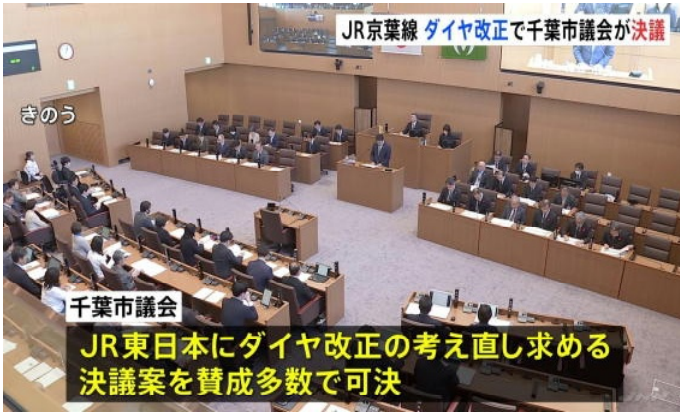 JR京葉線 ダイヤ改正で千葉市議会が決議
きのう
千葉市議会
JR東日本にダイヤ改正の考え直し求める
決議案を賛成多数で可決